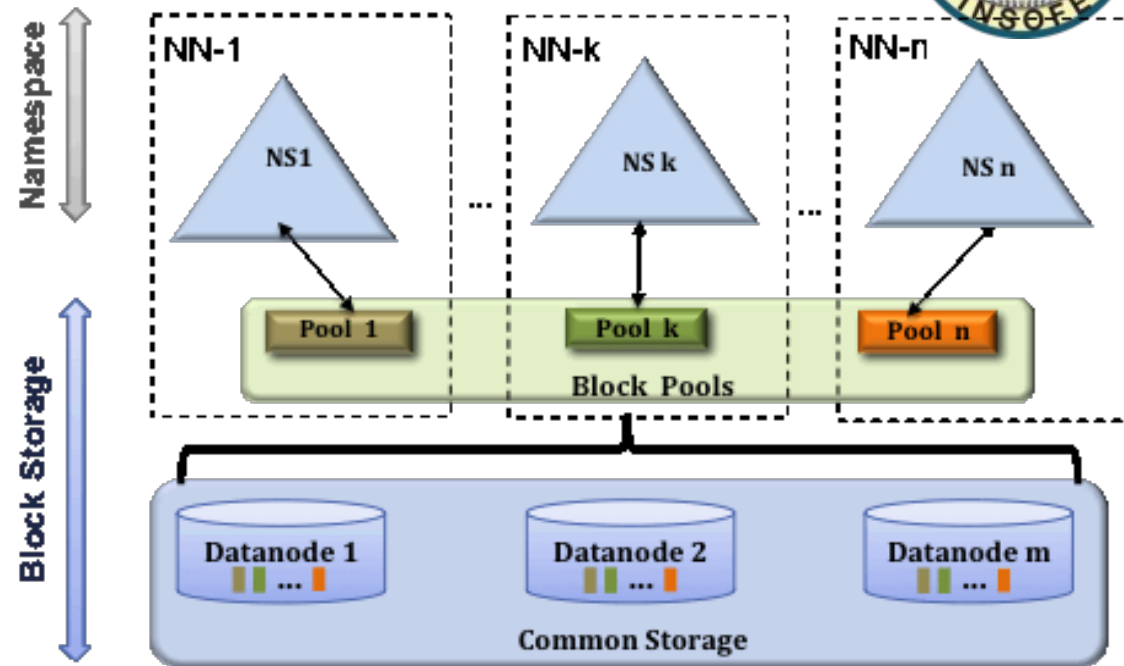 INSOFE
Namespace
NN-1
NN-k
NN-n
NS1
NS k
NS n
...
...
Block Storage
Pool 1
Pool k
Pool n
Block Pools
Datanode 1
Datanode 2
Datanode m
...
...
...
Common Storage